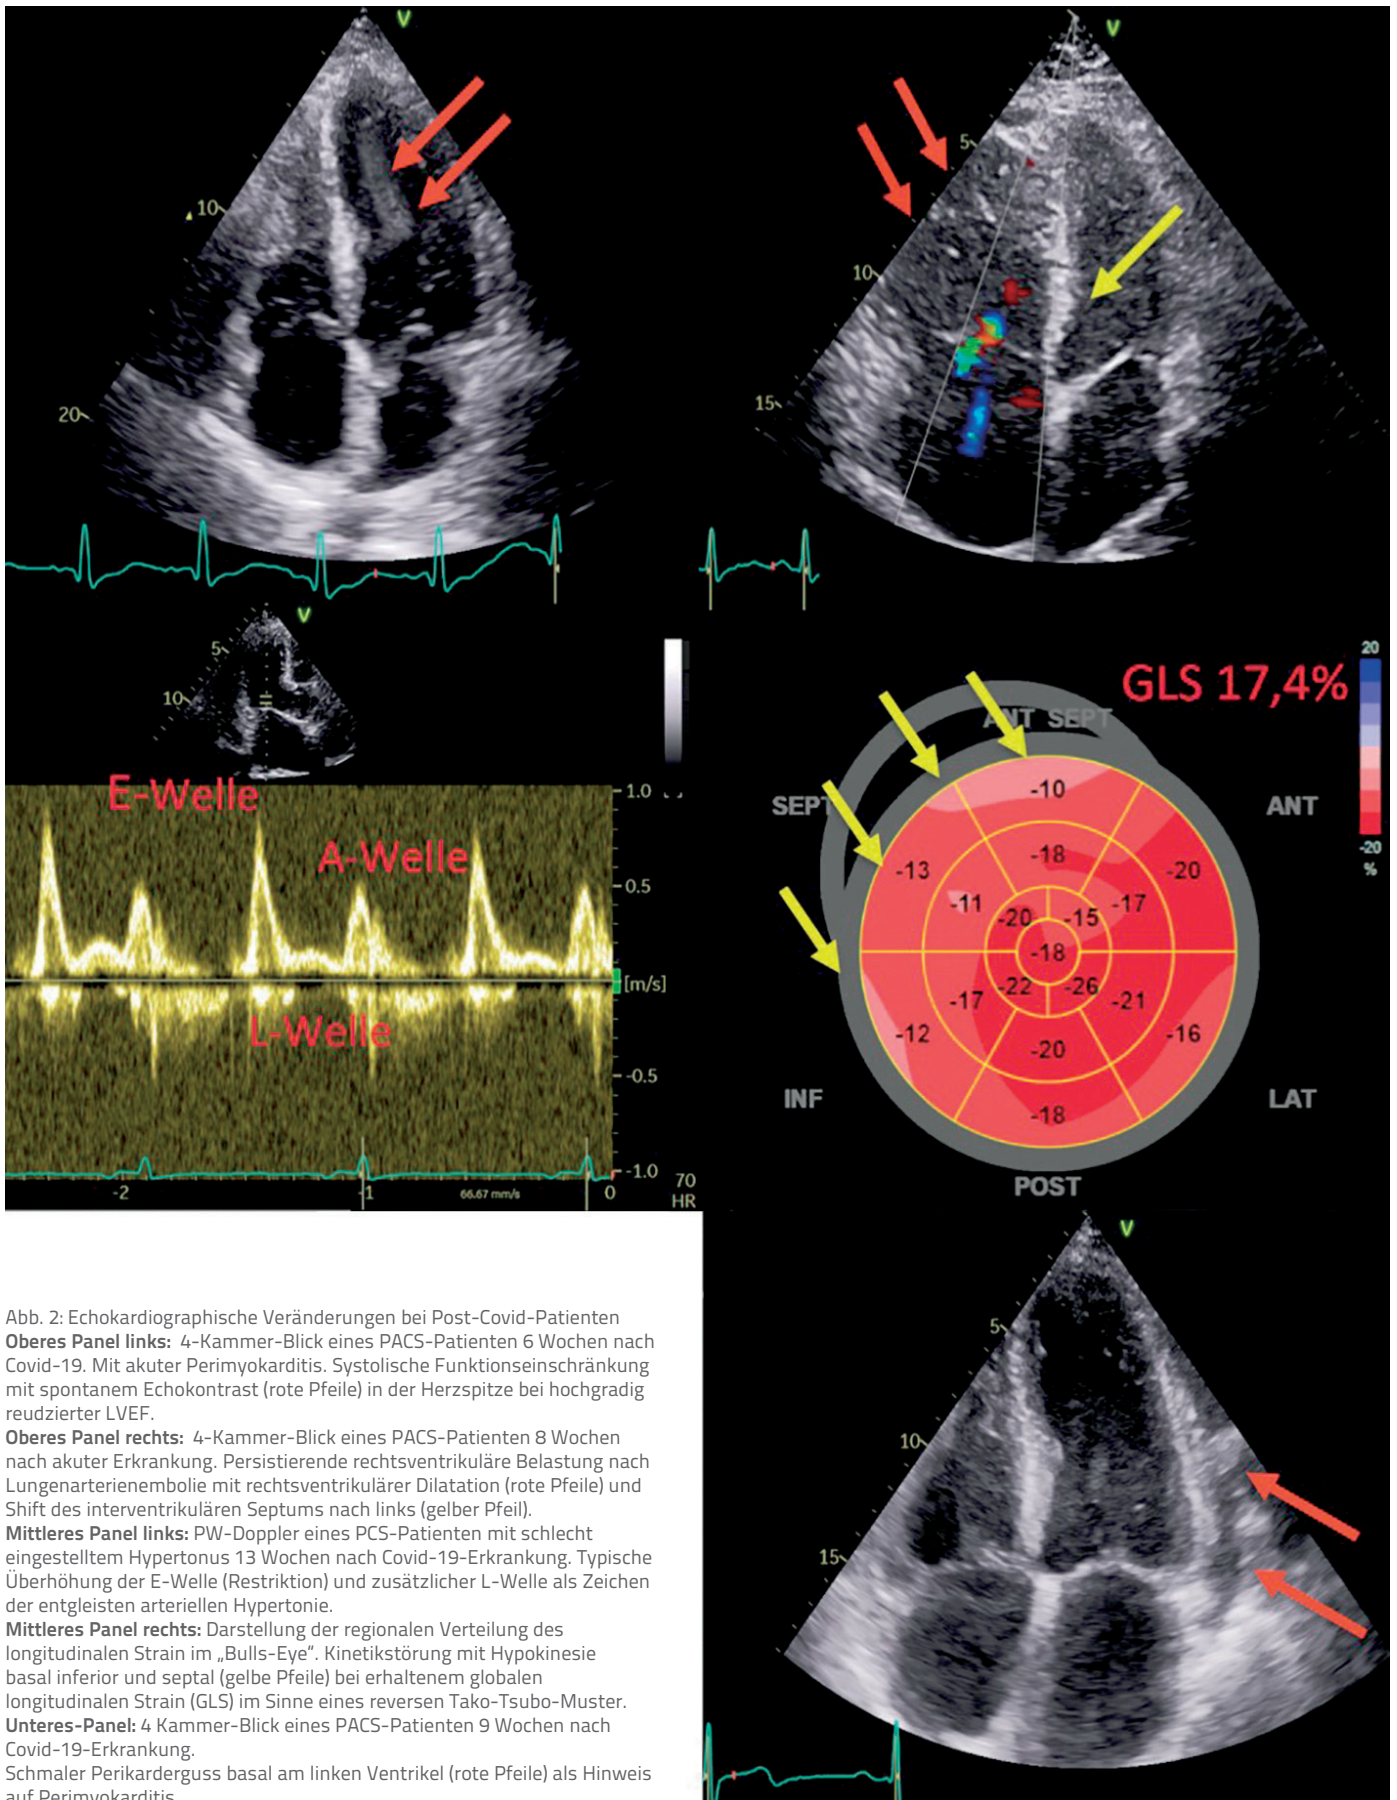 V
10
20
V
5
10
15
V
5
10
E-Welle
A-Welle
L-Welle
1.0
0.5
[m/s]
-0.5
-1.0
-2
-1
66.67 mm/s
0
70
HR
GLS 17,4%
20
-20
%
ANT SEPT
SEPT
ANT
INF
LAT
POST
-10
-13
-18
-20
-11
-20
-15
-17
-18
-17
-22
-26
-21
-12
-20
-16
-18
V
5
10
15
Abb. 2: Echokardiographische Veränderungen bei Post-Covid-Patienten
Oberes Panel links: 4-Kammer-Blick eines PACS-Patienten 6 Wochen nach
Covid-19. Mit akuter Perimyokarditis. Systolische Funktionseinschränkung
mit spontanem Echokontrast (rote Pfeile) in der Herzspitze bei hochgradig
reudzierter LVEF.
Oberes Panel rechts: 4-Kammer-Blick eines PACS-Patienten 8 Wochen
nach akuter Erkrankung. Persistierende rechtsventrikuläre Belastung nach
Lungenarterienembolie mit rechtsventrikulärer Dilatation (rote Pfeile) und
Shift des interventrikulären Septums nach links (gelber Pfeil).
Mittleres Panel links: PW-Doppler eines PCS-Patienten mit schlecht
eingestelltem Hypertonus 13 Wochen nach Covid-19-Erkrankung. Typische
Überhöhung der E-Welle (Restriktion) und zusätzlicher L-Welle als Zeichen
der entgleisten arteriellen Hypertonie.
Mittleres Panel rechts: Darstellung der regionalen Verteilung des
longitudinalen Strain im „Bulls-Eye“. Kinetikstörung mit Hypokinesie
basal inferior und septal (gelbe Pfeile) bei erhaltenem globalen
longitudinalen Strain (GLS) im Sinne eines reversen Tako-Tsubo-Muster.
Unteres-Panel: 4 Kammer-Blick eines PACS-Patienten 9 Wochen nach
Covid-19-Erkrankung.
Schmaler Perikarderguss basal am linken Ventrikel (rote Pfeile) als Hinweis
auf Perimyokarditis